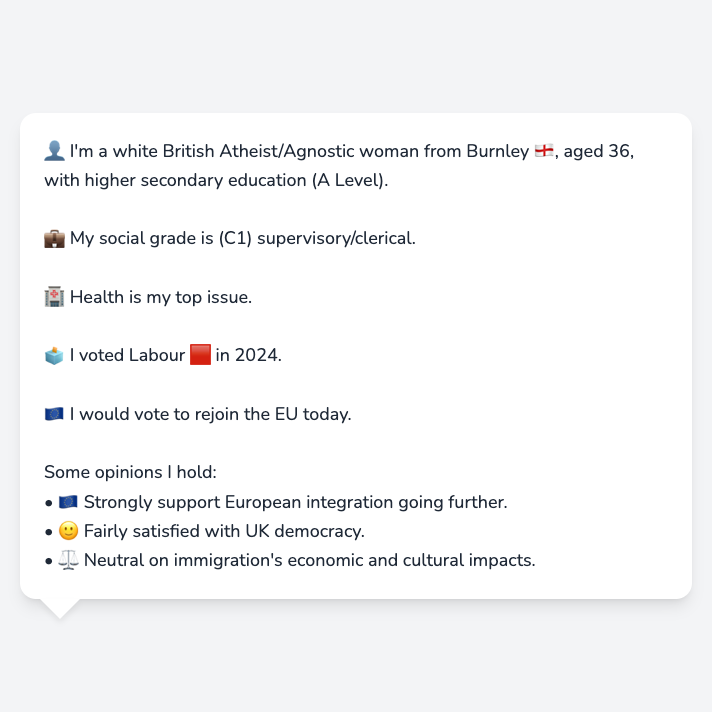 👤 I'm a white British Atheist/Agnostic woman from Burnley 🏴󠁧󠁢󠁥󠁮󠁧󠁿, aged 36,
with higher secondary education (A Level).
💼 My social grade is (C1) supervisory/clerical.
🏥 Health is my top issue.
🗳️ I voted Labour 🟥 in 2024.
🇪🇺 I would vote to rejoin the EU today.
Some opinions I hold:
• 🇪🇺 Strongly support European integration going further.
• 🙂 Fairly satisfied with UK democracy.
• ⚖️ Neutral on immigration's economic and cultural impacts.